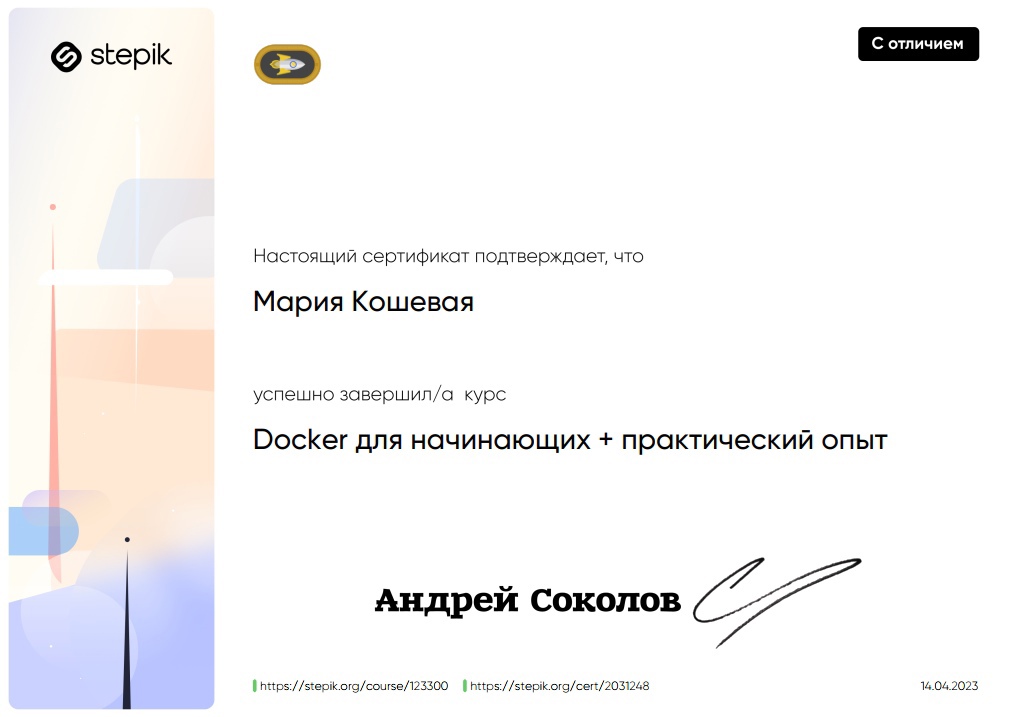 stepik
С отличием
Настоящий сертификат подтверждает, что
Мария Кошевая
успешно завершил/а курс
Docker для начинающих + практический опыт
Андрей Соколов
https://stepik.org/course/123300 https://stepik.org/cert/2031248 14.04.2023